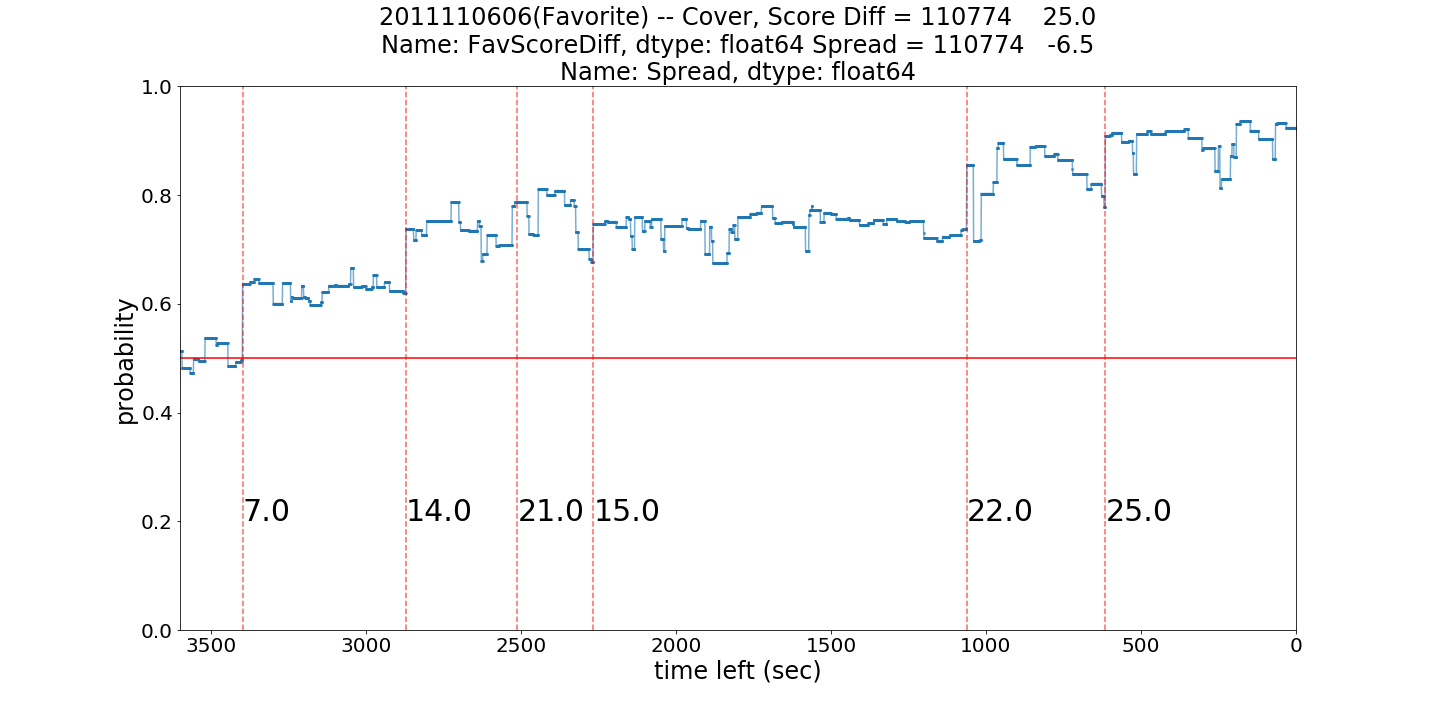 2011110606(Favorite) -- Cover, Score Diff = 110774    25.0
Name: FavScoreDiff, dtype: float64 Spread = 110774   -6.5
Name: Spread, dtype: float64
1.0
0.8
0.6
0.4
0.2
0.0
probability
7.0
14.0
21.0
15.0
22.0
25.0
3500 3000 2500 2000 1500 1000 500 0
time left (sec)